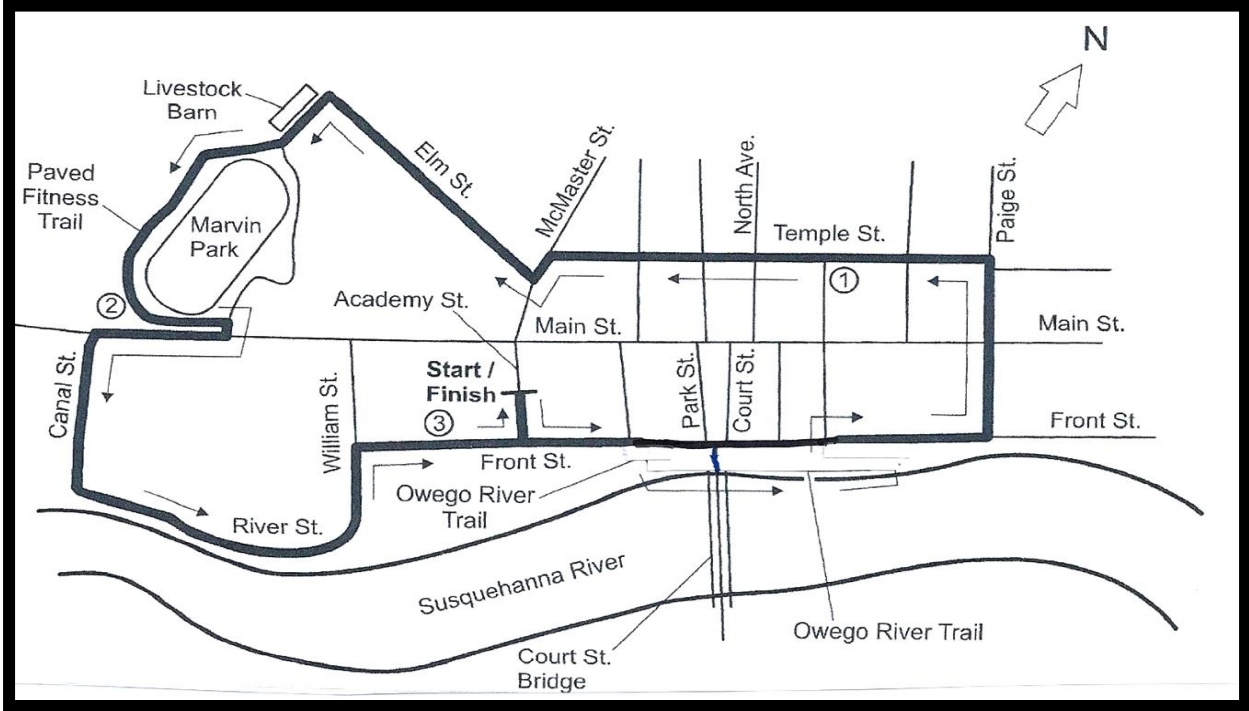 N
Livestock
Barn
Paved
Fitness
Trail
Marvin
Park
Elm St.
McMaster St.
North Ave.
Paige St.
Temple St.
1
2
Academy St.
Main St.
Main St.
Canal St.
William St.
Start /
Finish
3
Park St.
Court St.
Front St.
Front St.
Owego River
Trail
River St.
Susquehanna River
Owego River Trail
Court St.
Bridge